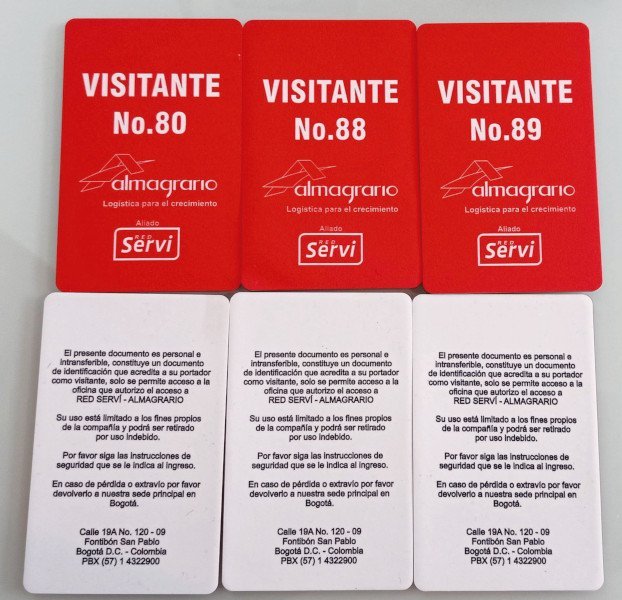 VISITANTE
No.80
almagrario
Logística para el crecimiento
Aliado
RED
Servi
VISITANTE
No.88
almagrario
Logística para el crecimiento
Aliado
RED
Servi
VISITANTE
No.89
almagrario
Logística para el crecimiento
Aliado
RED
Servi
El presente documento es personal e
intransferible, constituye un documento
de identificación que acredita a su portador
como visitante, solo se permite acceso a la
oficina que autorizo el acceso a
RED SERVÍ - ALMAGRARIO
Su uso está limitado a los fines propios
de la compañía y podrá ser retirado
por uso indebido.
Por favor siga las instrucciones de
seguridad que se le indica al ingreso.
En caso de pérdida o extravío por favor
devolverlo a nuestra sede principal en
Bogotá.
Calle 19A No. 120 - 09
Fontibón San Pablo
Bogotá D.C. - Colombia
PBX (57) 1 4322900
El presente documento es personal e
intransferible, constituye un documento
de identificación que acredita a su portador
como visitante, solo se permite acceso a la
oficina que autorizo el acceso a
RED SERVÍ - ALMAGRARIO
Su uso está limitado a los fines propios
de la compañía y podrá ser retirado
por uso indebido.
Por favor siga las instrucciones de
seguridad que se le indica al ingreso.
En caso de pérdida o extravío por favor
devolverlo a nuestra sede principal en
Bogotá.
Calle 19A No. 120 - 09
Fontibón San Pablo
Bogotá D.C. - Colombia
PBX (57) 1 4322900
El presente documento es personal e
intransferible, constituye un documento
de identificación que acredita a su portador
como visitante, solo se permite acceso a la
oficina que autorizo el acceso a
RED SERVÍ - ALMAGRARIO
Su uso está limitado a los fines propios
de la compañía y podrá ser retirado
por uso indebido.
Por favor siga las instrucciones de
seguridad que se le indica al ingreso.
En caso de pérdida o extravío por favor
devolverlo a nuestra sede principal en
Bogotá.
Calle 19A No. 120 - 09
Fontibón San Pablo
Bogotá D.C. - Colombia
PBX (57) 1 4322900